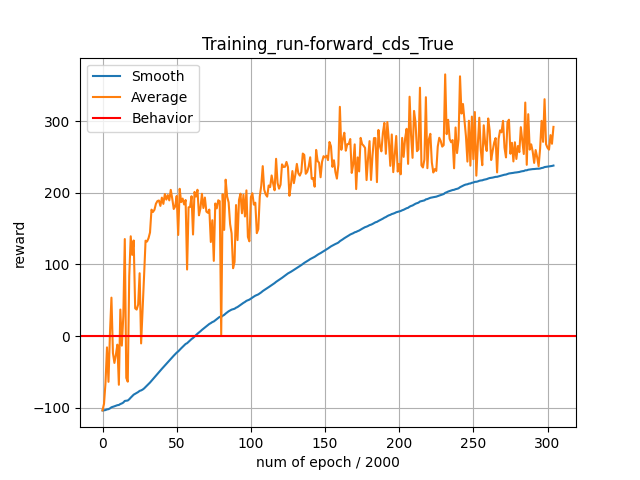 Training_run-forward_cds_True
Smooth
Average
Behavior
reward
300
200
100
0
−100
0 50 100 150 200 250 300
num of epoch / 2000